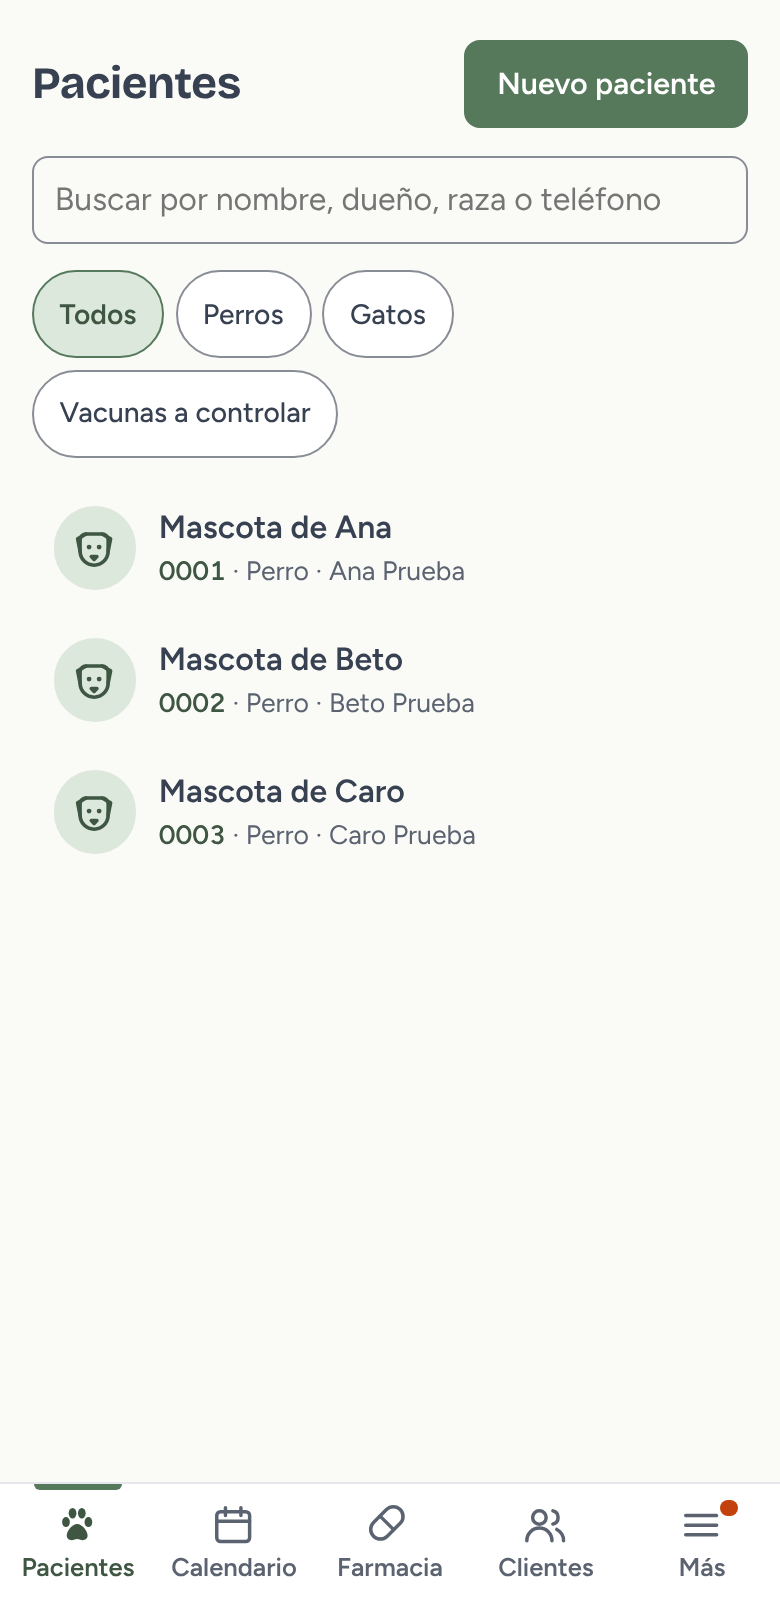 Pacientes
Nuevo paciente
Buscar por nombre, dueño, raza o teléfono
Todos
Perros
Gatos
Vacunas a controlar
Mascota de Ana
0001 · Perro · Ana Prueba
Mascota de Beto
0002 · Perro · Beto Prueba
Mascota de Caro
0003 · Perro · Caro Prueba
Pacientes
Calendario
Farmacia
Clientes
Más